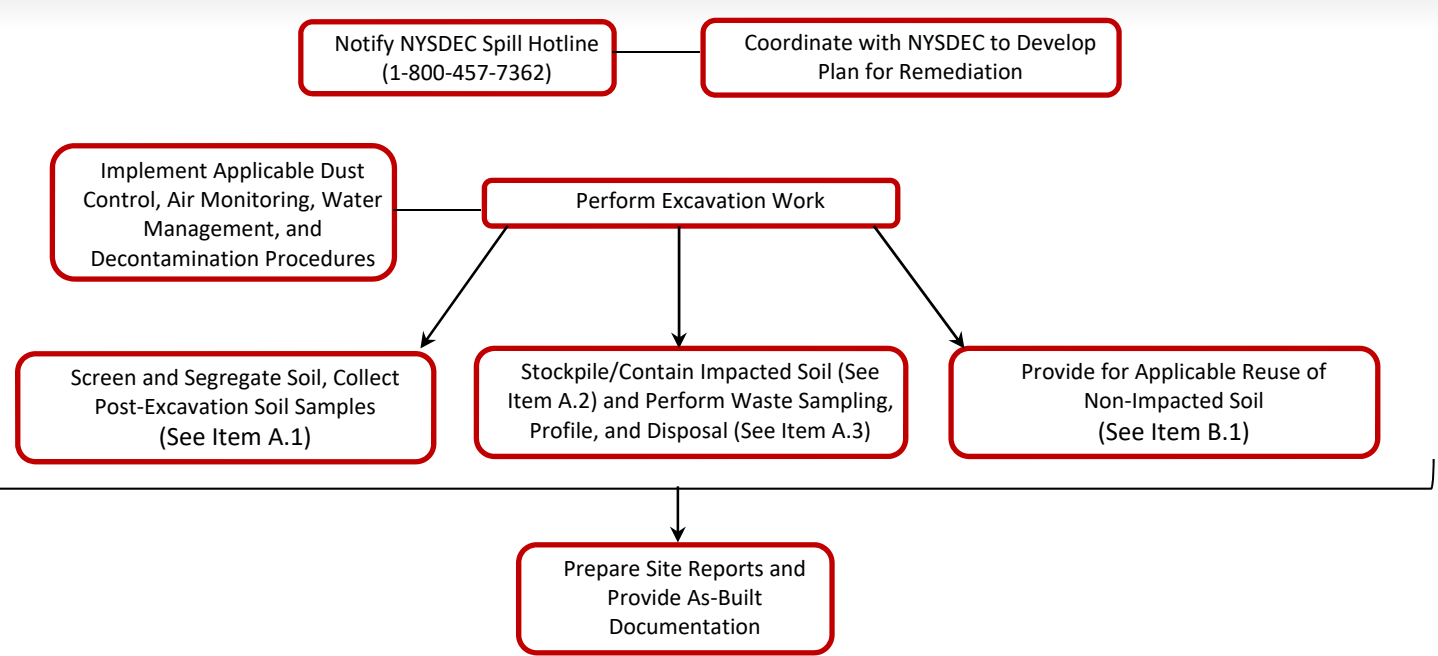 Notify NYSDEC Spill Hotline
(1-800-457-7362)
Coordinate with NYSDEC to Develop
Plan for Remediation
Implement Applicable Dust
Control, Air Monitoring, Water
Management, and
Decontamination Procedures
Perform Excavation Work
Screen and Segregate Soil, Collect
Post-Excavation Soil Samples
(See Item A.1)
Stockpile/Contain Impacted Soil (See
Item A.2) and Perform Waste Sampling,
Profile, and Disposal (See Item A.3)
Provide for Applicable Reuse of
Non-Impacted Soil
(See Item B.1)
Prepare Site Reports and
Provide As-Built
Documentation